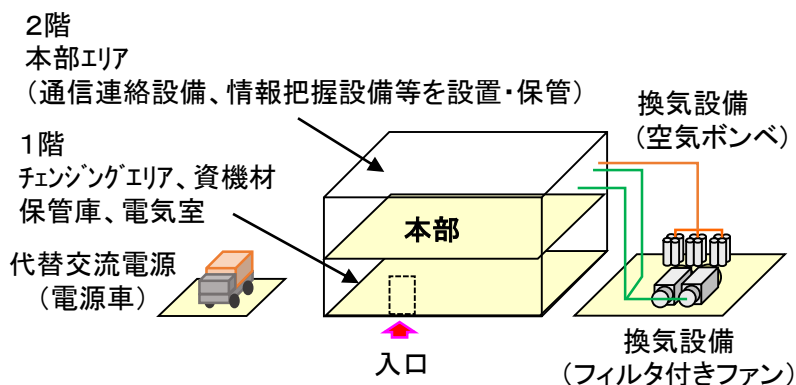 ２階
本部エリア
（通信連絡設備、情報把握設備等を設置・保管）
１階
ﾁｪﾝｼﾞﾝｸﾞエリア、資機材
保管庫、電気室
代替交流電源
（電源車）
本部
入口
換気設備
（空気ボンベ）
換気設備
（フィルタ付きファン）